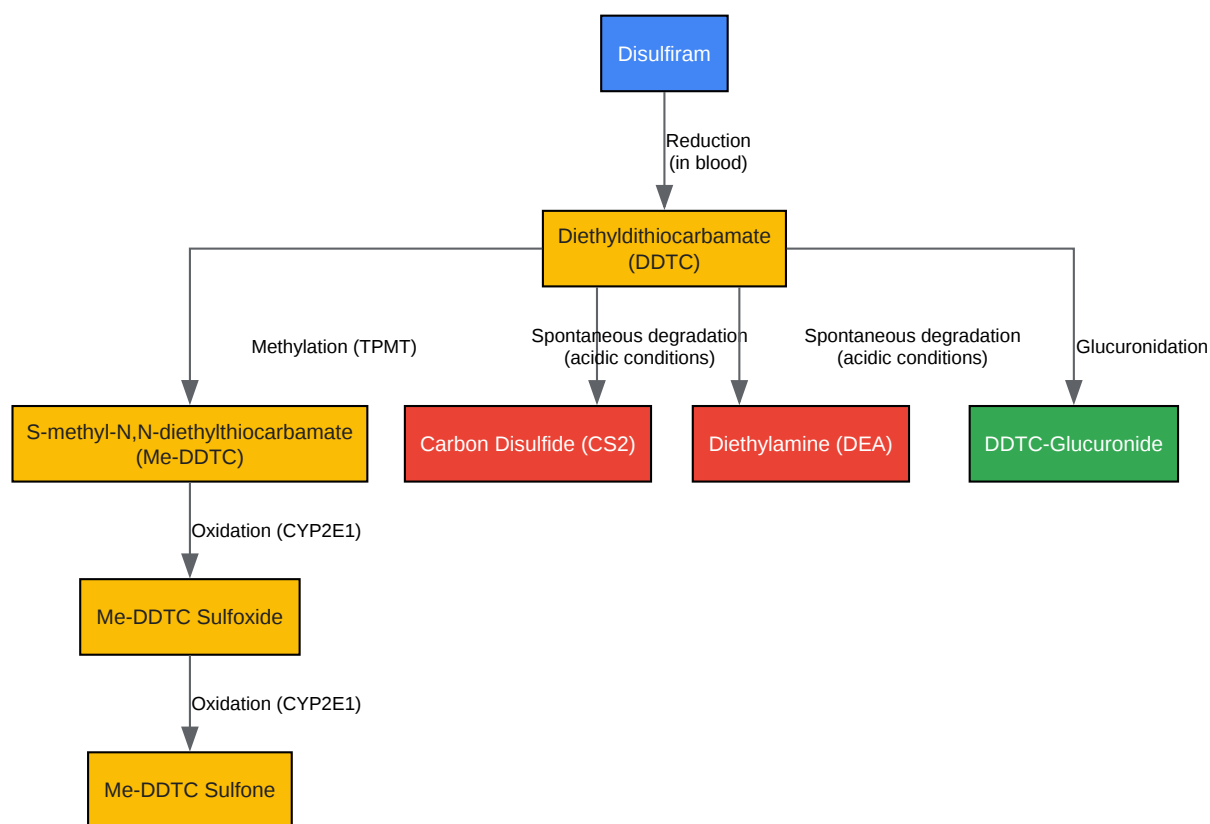 Disulfiram
Reduction
(in blood)
Diethyldithiocarbamate
(DDTC)
Methylation (TPMT)
Spontaneous degradation
(acidic conditions)
Spontaneous degradation
(acidic conditions)
Glucuronidation
S-methyl-N,N-diethylthiocarbamate
(Me-DDTC)
Carbon Disulfide (CS2)
Diethylamine (DEA)
DDTC-Glucuronide
Oxidation (CYP2E1)
Me-DDTC Sulfoxide
Oxidation (CYP2E1)
Me-DDTC Sulfone